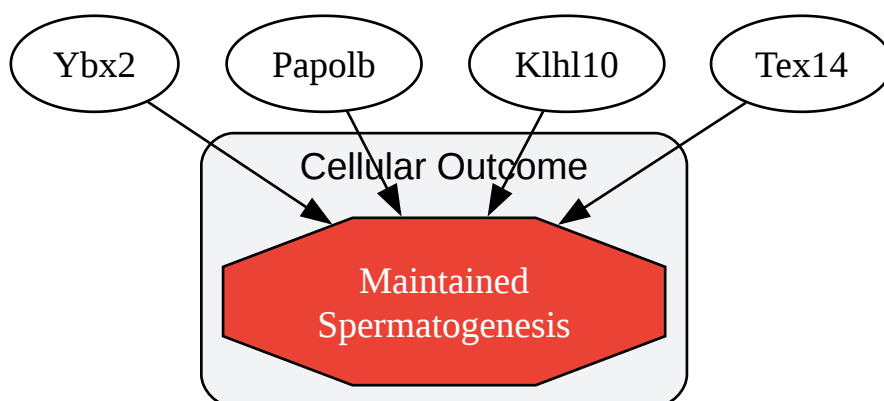 Ybx2
Papolb
Klhl10
Tex14
Cellular Outcome
Maintained
Spermatogenesis